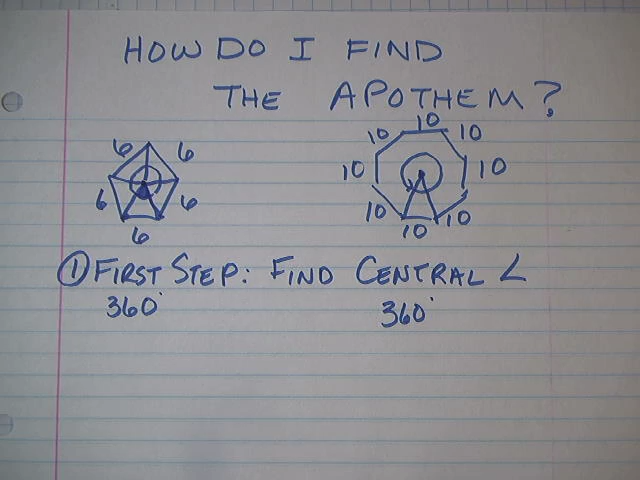 HOW DO I FIND
THE APOTHEM?
6 6
6 6
6
10 10 10
10 10
10 10
10
① FIRST STEP: FIND CENTRAL <
360° 360°